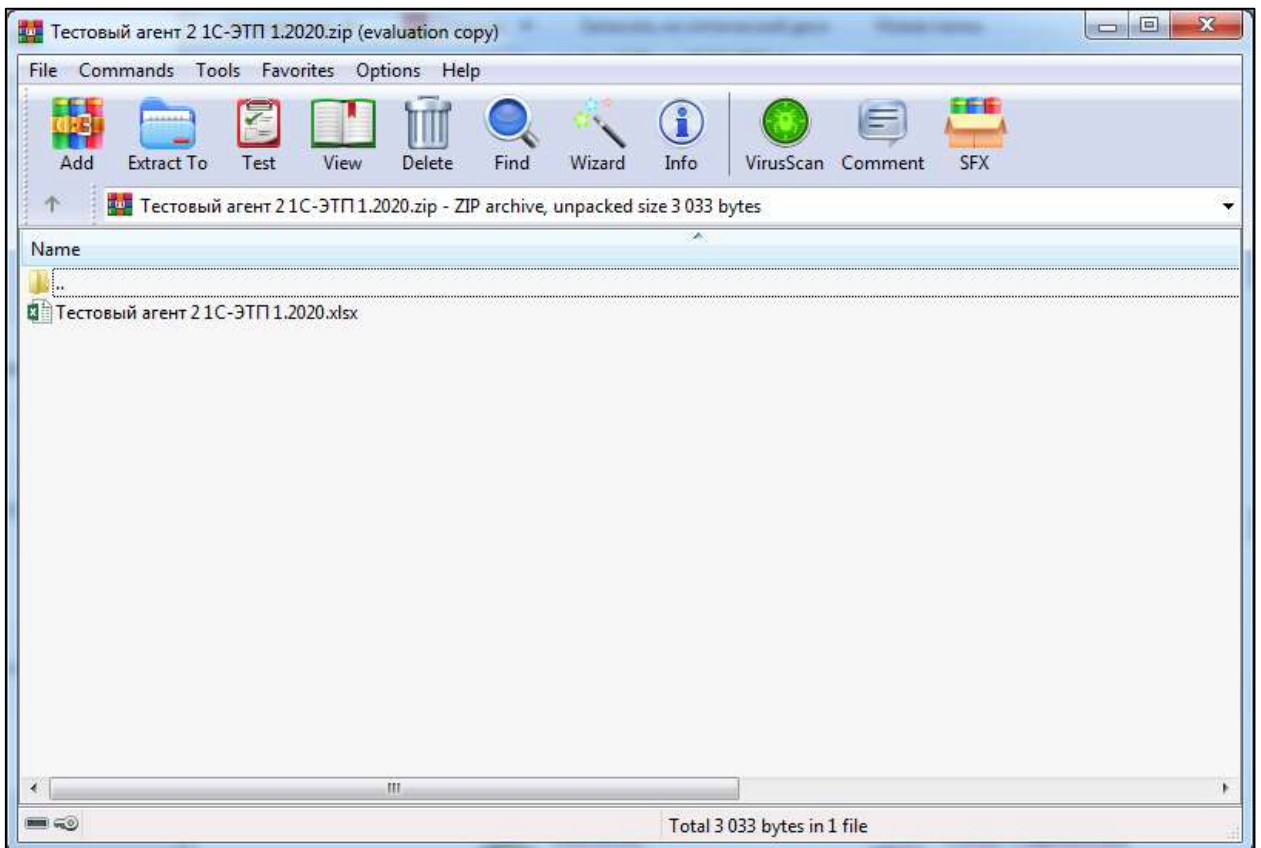 Тестовый агент 2 1С-ЭТП 1.2020.zip (evaluation copy)
File Commands Tools Favorites Options Help
Add Extract To Test View Delete Find Wizard Info VirusScan Comment SFX
Тестовый агент 2 1С-ЭТП 1.2020.zip - ZIP archive, unpacked size 3 033 bytes
Name
..
Тестовый агент 2 1С-ЭТП 1.2020.xlsx
Total 3 033 bytes in 1 file